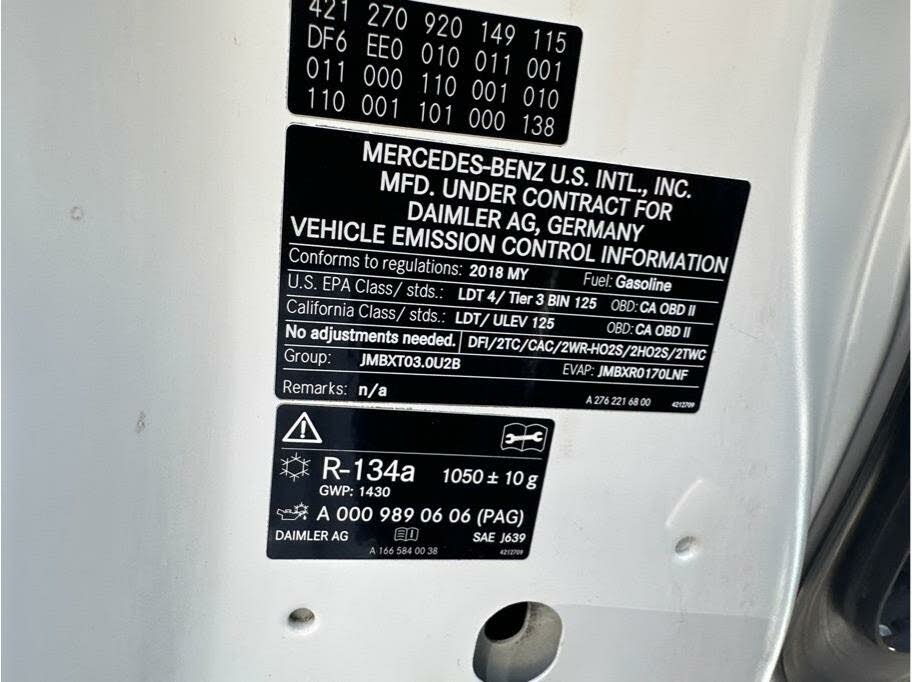 421 270 920 149 115
DF6 EE0 010 011 001
011 000 110 001 010
110 001 101 000 138
MERCEDES-BENZ U.S. INTL., INC.
MFD. UNDER CONTRACT FOR
DAIMLER AG, GERMANY
VEHICLE EMISSION CONTROL INFORMATION
Conforms to regulations: 2018 MY Fuel: Gasoline
U.S. EPA Class/ stds.: LDT 4/ Tier 3 BIN 125 OBD: CA OBD II
California Class/ stds.: LDT/ ULEV 125 OBD: CA OBD II
No adjustments needed. DFI/2TC/CAC/2WR-HO2S/2HO2S/2TWC
Group: JMBXT03.0U2B EVAP: JMBXR0170LNF
Remarks: n/a A 276 221 68 00 4212709
R-134a 1050 ± 10 g
GWP: 1430
A 000 989 06 06 (PAG)
DAIMLER AG SAE J639
A 166 584 00 38 4212709